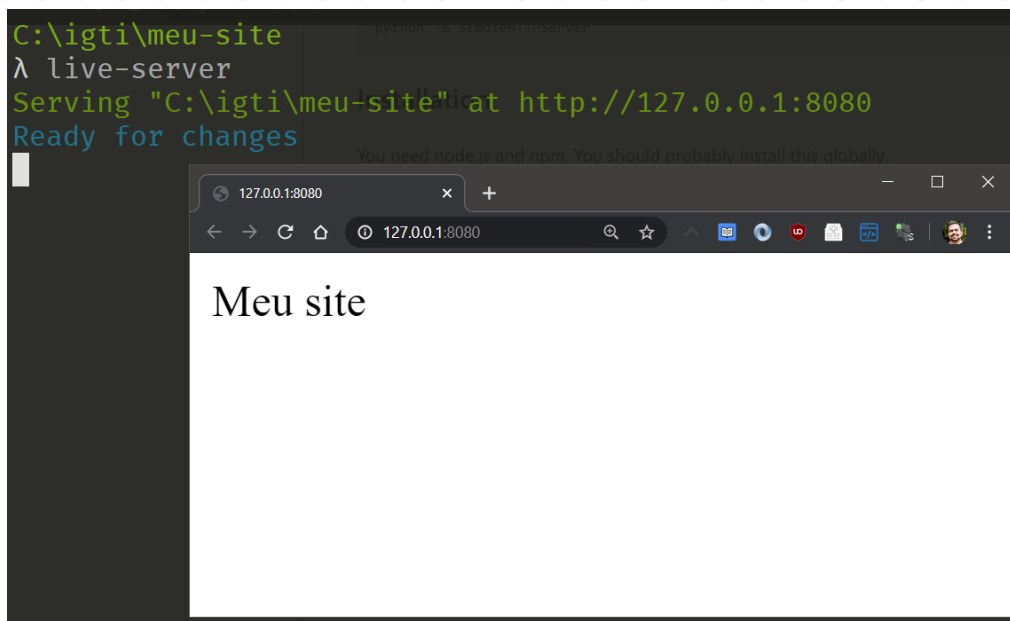 C:\igti\meu-site
python -m SimpleHTTPServer
λ live-server
Serving "C:\igti\meu-site" at http://127.0.0.1:8080
Installation
Ready for changes
You need node.js and npm. You should probably install this globally.
127.0.0.1:8080
127.0.0.1:8080
Meu site